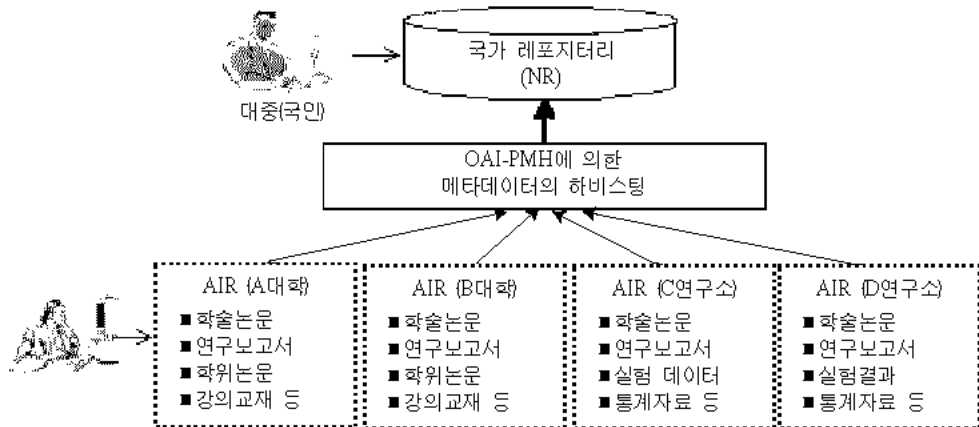 국가 레포지터리
(NR)
대중(국인)
OAI-PMH에 의한
메타데이터의 하비스팅
AIR (A대학)
■ 학술논문
■ 연구보고서
■ 학위논문
■ 강의교재 등
AIR (B대학)
■ 학술논문
■ 연구보고서
■ 학위논문
■ 강의교재 등
AIR (C연구소)
■ 학술논문
■ 연구보고서
■ 실험 데이터
■ 통계자료 등
AIR (D연구소)
■ 학술논문
■ 연구보고서
■ 실험결과
■ 통계자료 등